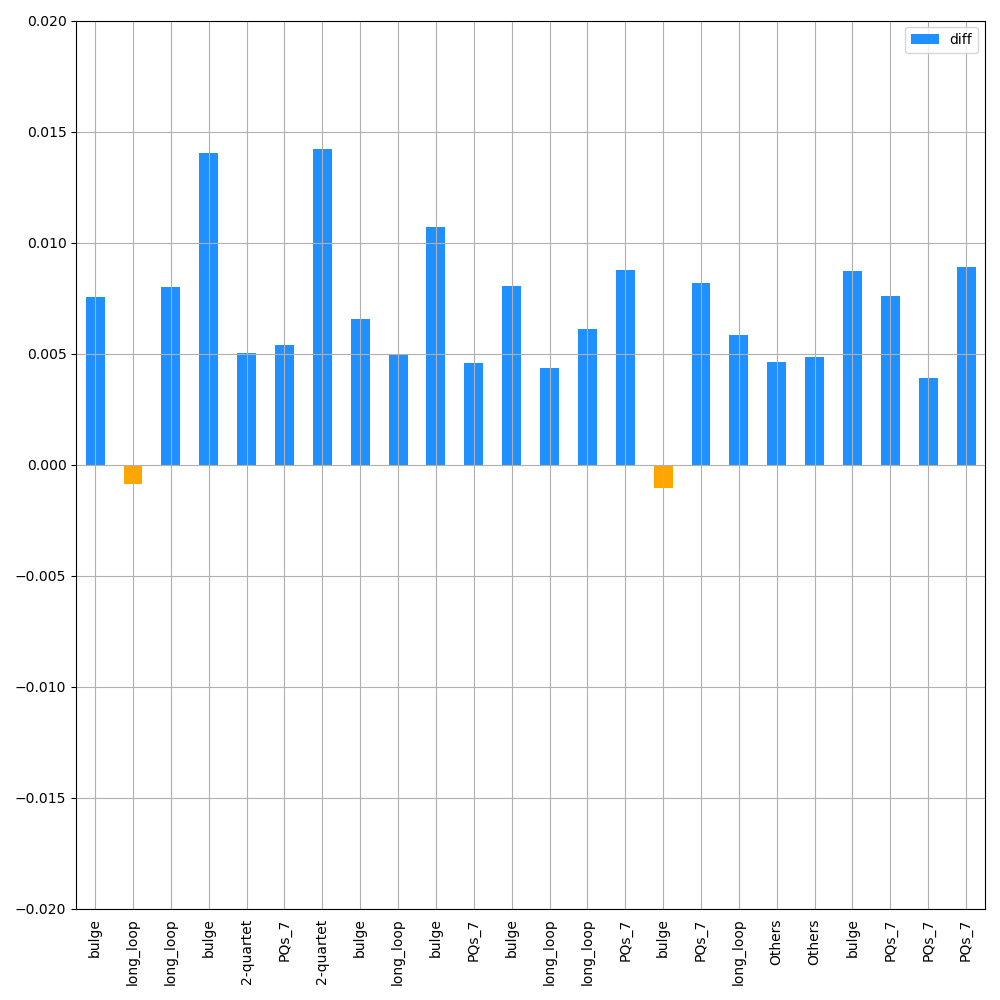 0.020
0.015
0.010
0.005
0.000
−0.005
−0.010
−0.015
−0.020
diff
bulge
long_loop
long_loop
bulge
2-quartet
PQs_7
2-quartet
bulge
long_loop
bulge
PQs_7
bulge
long_loop
long_loop
PQs_7
bulge
PQs_7
long_loop
Others
Others
bulge
PQs_7
PQs_7
PQs_7